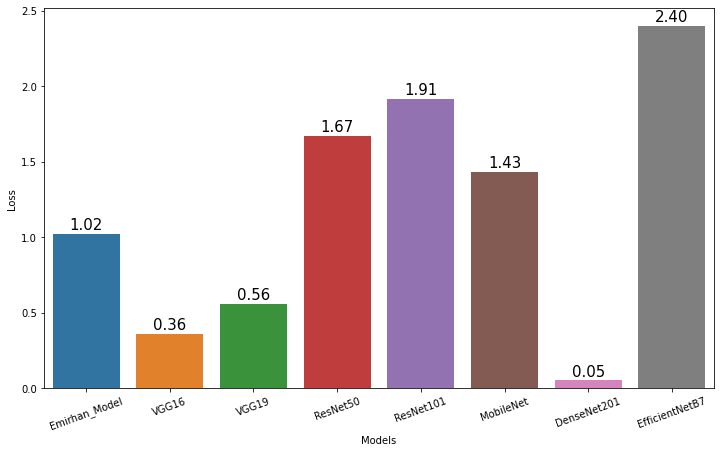 2.5
2.0
1.5
1.0
0.5
0.0
Loss
1.02
0.36
0.56
1.67
1.91
1.43
0.05
2.40
Emirhan_Model
VGG16
VGG19
ResNet50
ResNet101
MobileNet
DenseNet201
EfficientNetB7
Models